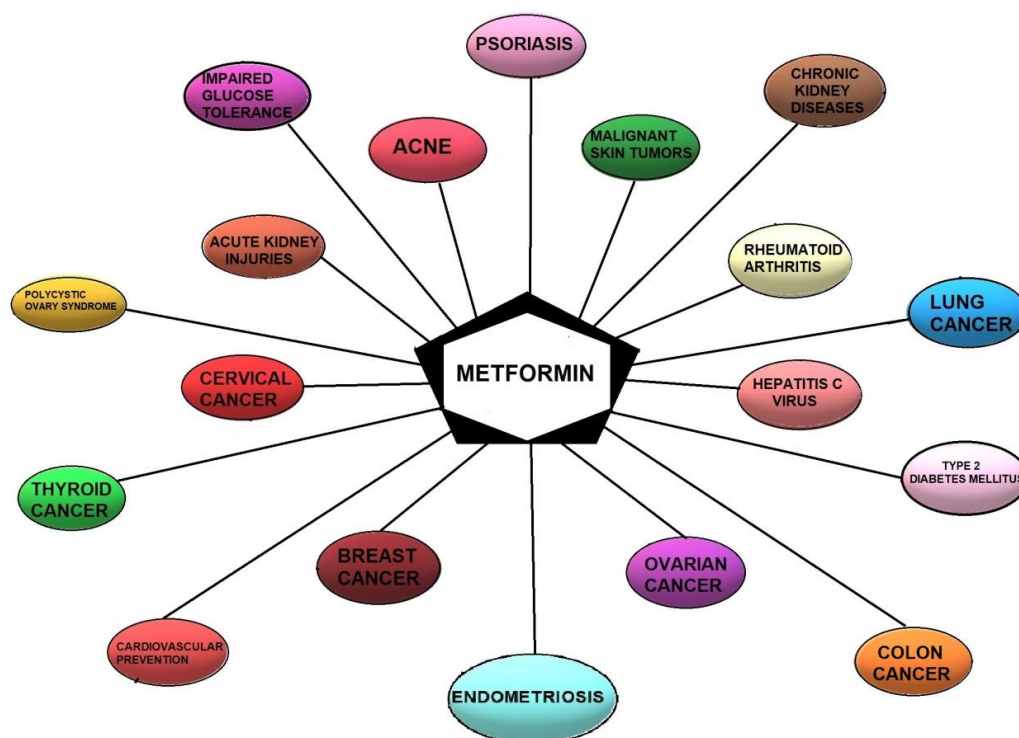 PSORIASIS
IMPAIRED
GLUCOSE
TOLERANCE
CHRONIC
KIDNEY
DISEASES
ACNE
MALIGNANT
SKIN TUMORS
ACUTE KIDNEY
INJURIES
RHEUMATOID
ARTHRITIS
POLYCYSTIC
OVARY SYNDROME
LUNG
CANCER
METFORMIN
CERVICAL
CANCER
HEPATITIS C
VIRUS
THYROID
CANCER
TYPE 2
DIABETES MELLITUS
BREAST
CANCER
OVARIAN
CANCER
CARDIOVASCULAR
PREVENTION
COLON
CANCER
ENDOMETRIOSIS